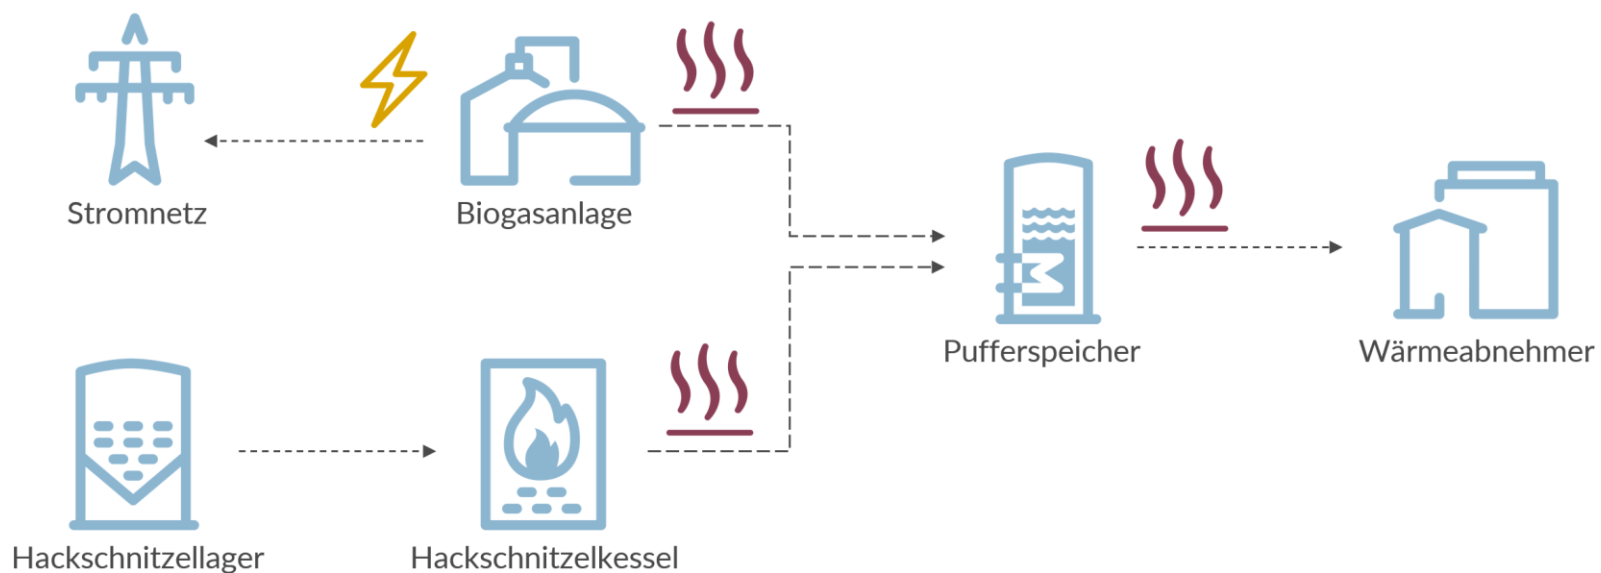 Stromnetz
Biogasanlage
Pufferspeicher
Wärmeabnehmer
Hackschnitzellager
Hackschnitzelkessel